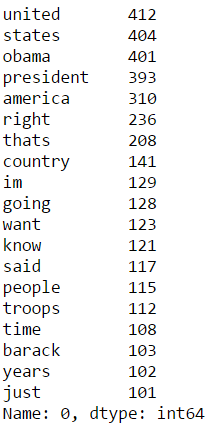 united 412
states 404
obama 401
president 393
america 310
right 236
thats 208
country 141
im 129
going 128
want 123
know 121
said 117
people 115
troops 112
time 108
barack 103
years 102
just 101
Name: 0, dtype: int64